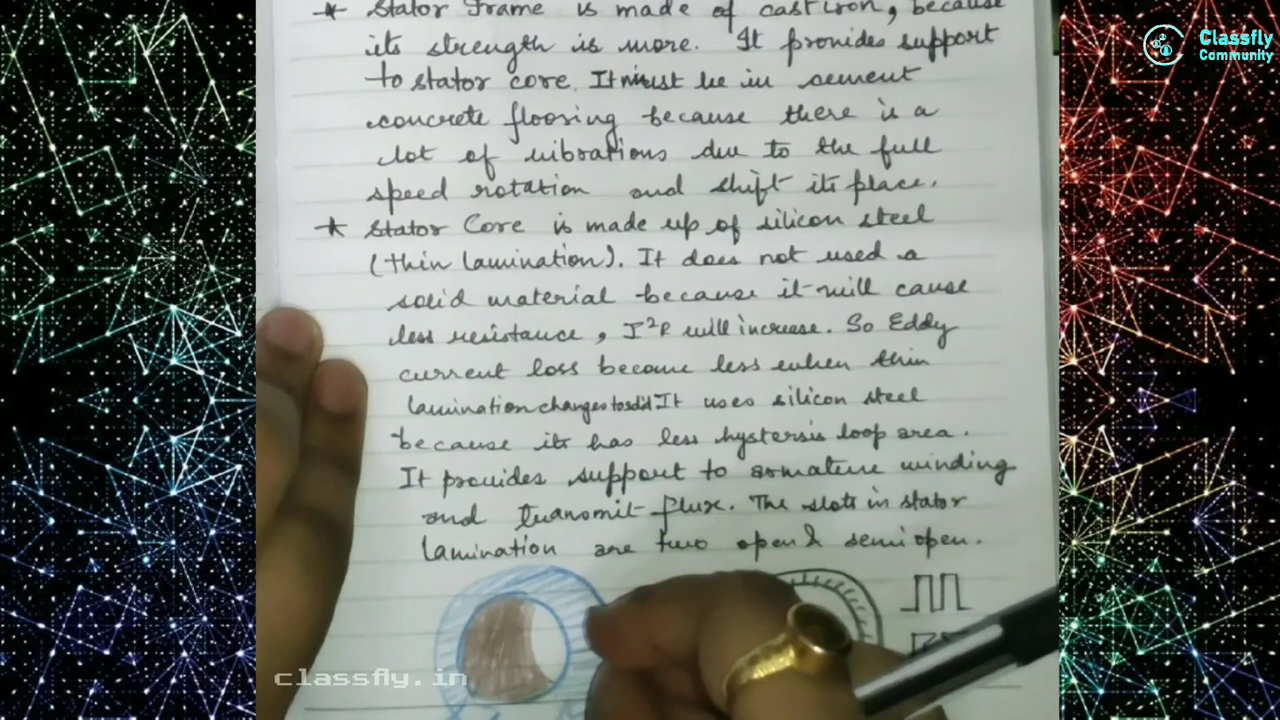 * Stator Frame is made of cast iron, because
its strength is more. It provides support
to stator core. It must be in cement
concrete floosing because there is a
lot of vibrations due to the full
speed rotation and shift its place.
* Stator Core is made up of silicon steel
(thin lamination). It does not used a
solid material because it will cause
less resistance, I²R will increase. So Eddy
current loss become less when thin
lamination changes to solid It uses silicon steel
because its has less hystersis loop area.
It provides support to armature winding
and transmit flux. The slots in stator
lamination are two open & semi open.
Classfly
Community
classfly.in